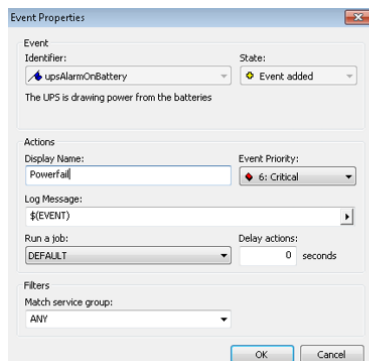 Event Properties
Event
Identifier: State:
upsAlarmOnBattery Event added
The UPS is drawing power from the batteries
Actions
Display Name: Event Priority:
Powerfail 6: Critical
Log Message:
$(EVENT)
Run a job: Delay actions:
DEFAULT 0 seconds
Filters
Match service group:
ANY
OK Cancel